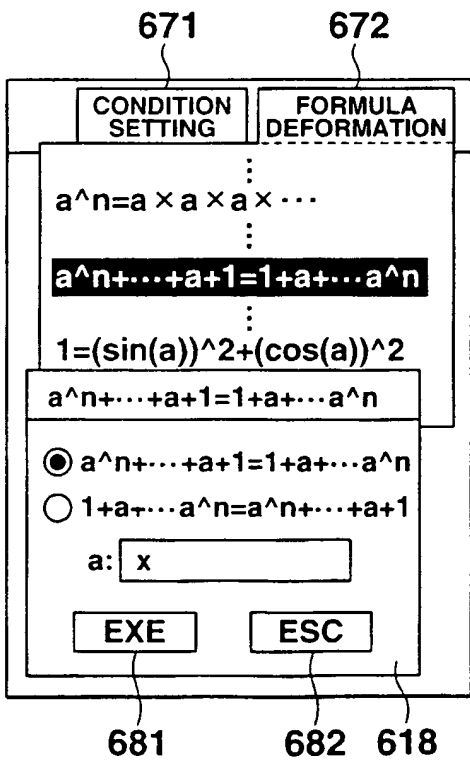 671 672
CONDITION SETTING
FORMULA DEFORMATION
⋮
a^n=a×a×a×···
⋮
a^n+···+a+1=1+a+···a^n
⋮
1=(sin(a))^2+(cos(a))^2
a^n+···+a+1=1+a+···a^n
a^n+···+a+1=1+a+···a^n
1+a+···a^n=a^n+···+a+1
a: x
EXE ESC
681 682 618